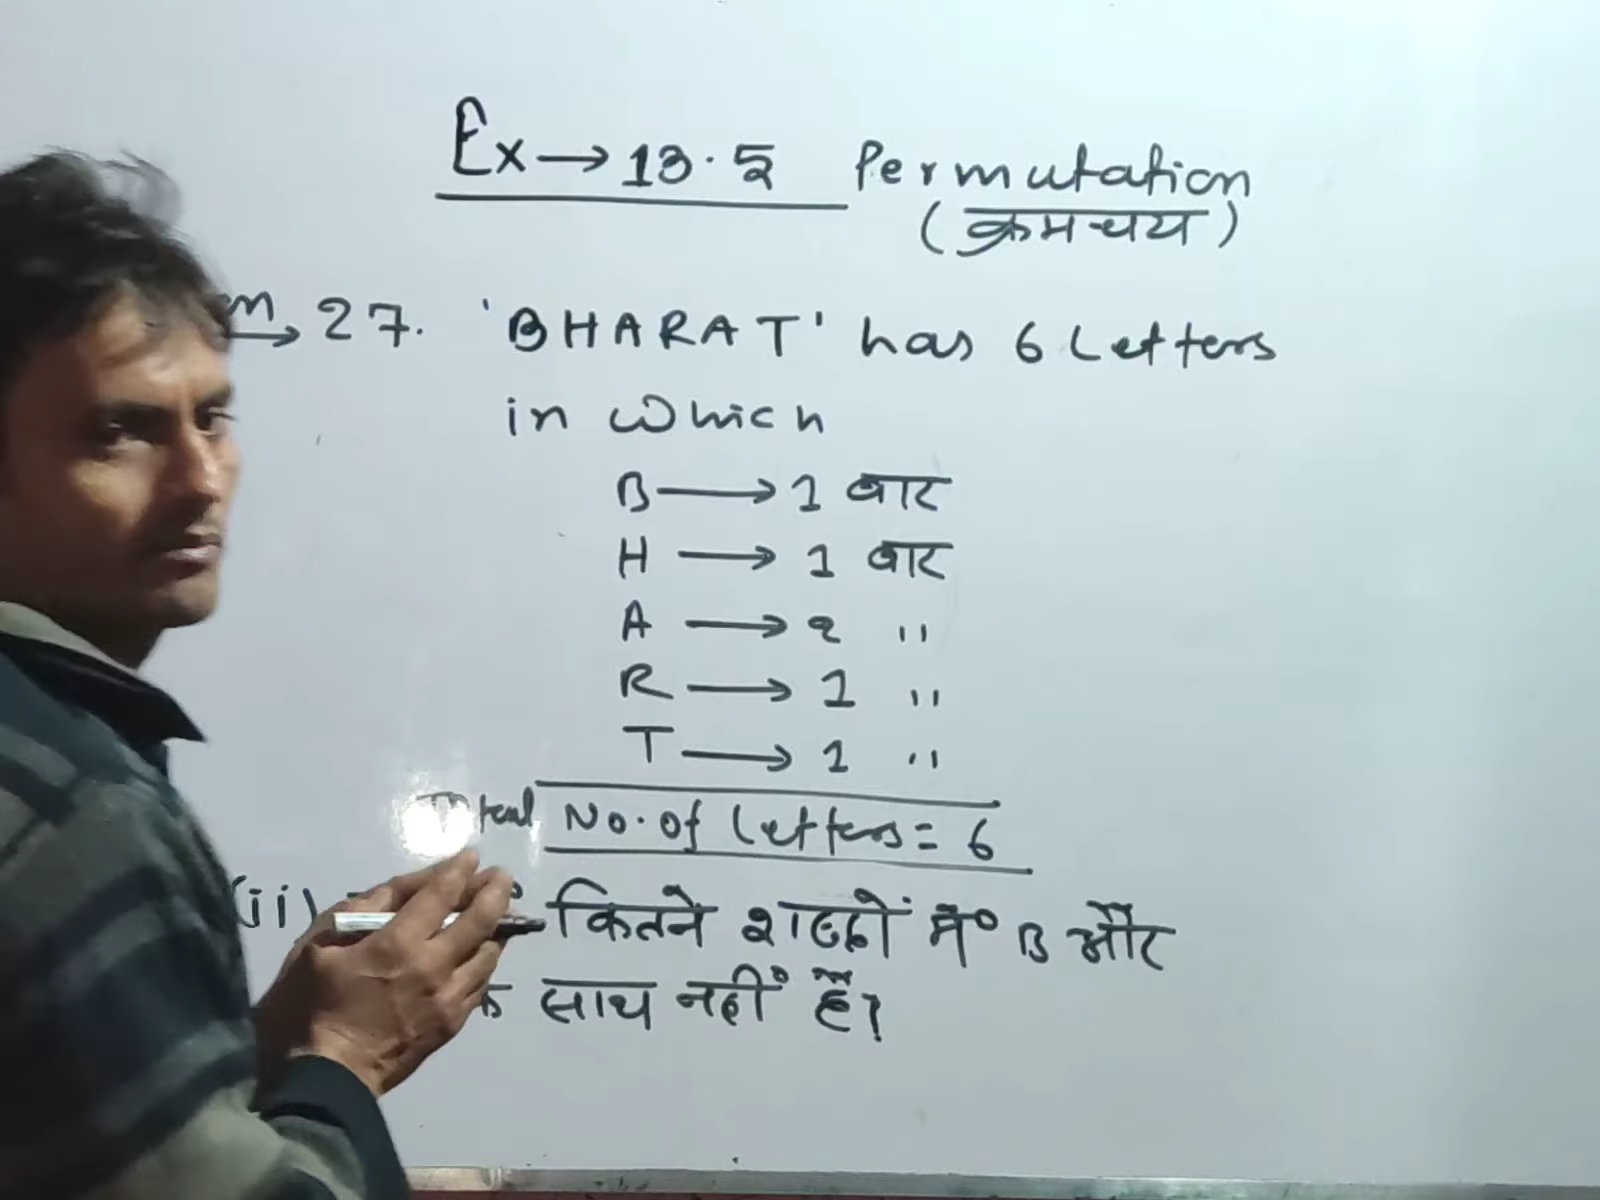 Ex → 13.5 Permutation
(क्रमचय)
→ 27. 'BHARAT' has 6 Letters
in which
B → 1 बार
H → 1 बार
A → 2 "
R → 1 "
T → 1 "
Total No. of Letters = 6
(ii) कितने शब्दों में B और
साथ नहीं हैं?